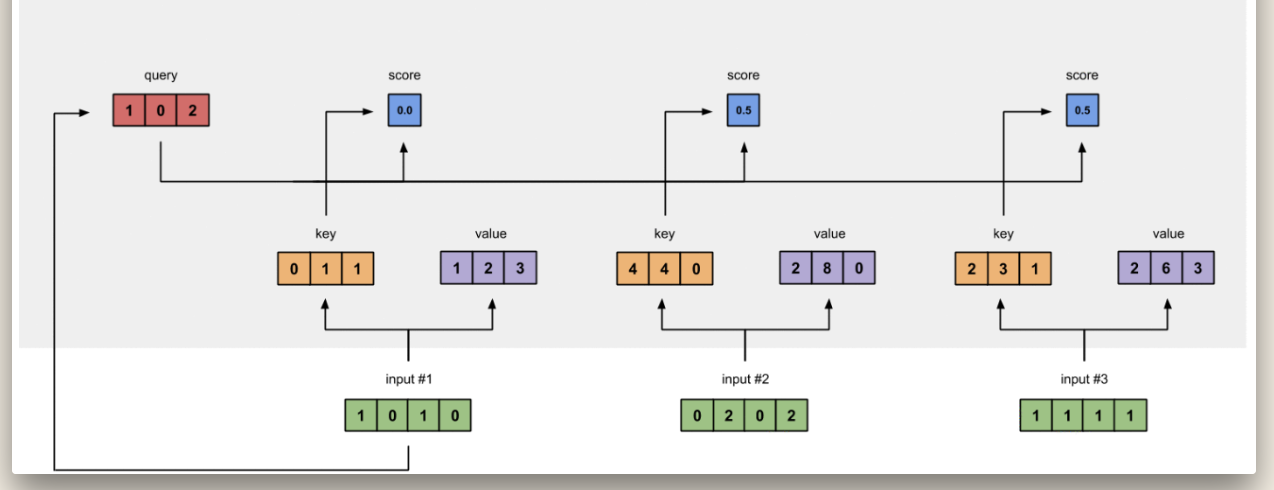 query score score score
1 0 2 0.0 0.5 0.5
key value key value key value
0 1 1 1 2 3 4 4 0 2 8 0 2 3 1 2 6 3
input #1 input #2 input #3
1 0 1 0 0 2 0 2 1 1 1 1